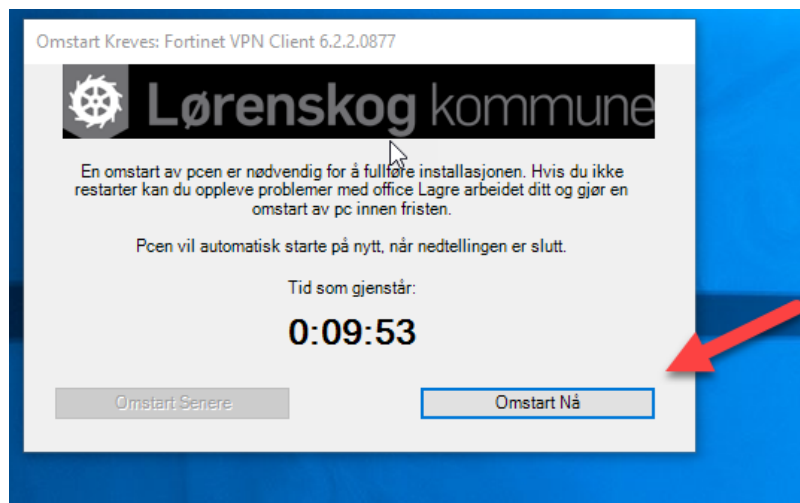 Omstart Kreves: Fortinet VPN Client 6.2.2.0877
Lørenskog kommune
En omstart av pcen er nødvendig for å fullføre installasjonen. Hvis du ikke
restarter kan du oppleve problemer med office Lagre arbeidet ditt og gjør en
omstart av pc innen fristen.
Pcen vil automatisk starte på nytt, når nedtellingen er slutt.
Tid som gjenstår:
0:09:53
Omstart Senere
Omstart Nå